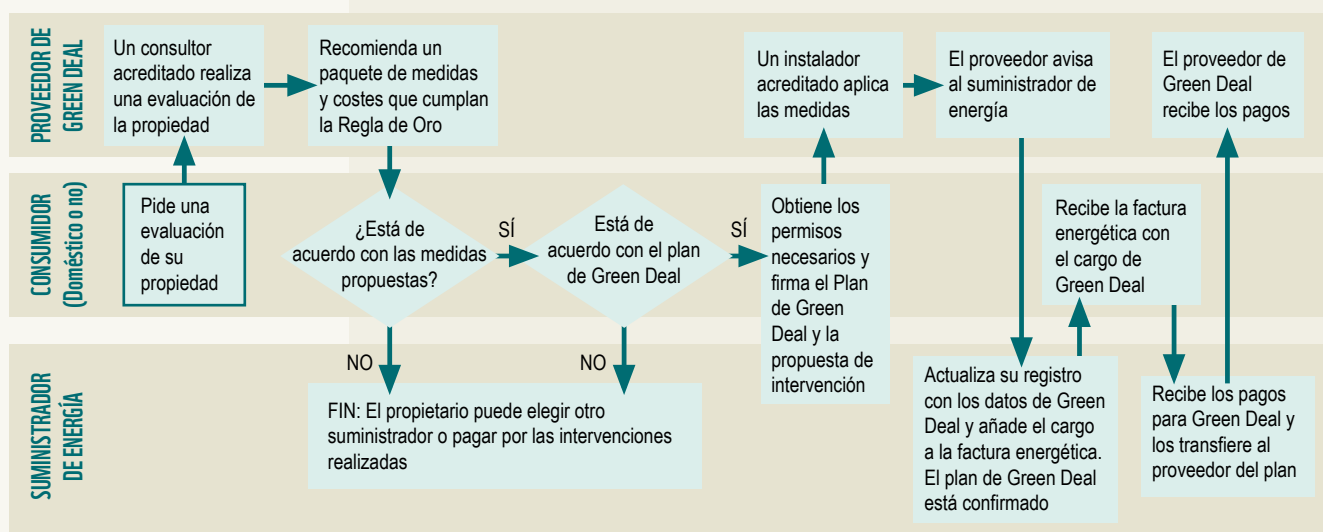 PROVEEDOR DE
GREEN DEAL
Un consultor
acreditado realiza
una evaluación de
la propiedad
Recomienda un
paquete de medidas
y costes que cumplan
la Regla de Oro
Un instalador
acreditado aplica
las medidas
El proveedor avisa
al suministrador de
energía
El proveedor de
Green Deal
recibe los pagos
CONSUMIDOR
(Doméstico o no)
Pide una
evaluación
de su
propiedad
¿Está de
acuerdo con las medidas
propuestas?
SÍ
Está de
acuerdo con el plan
de Green Deal
SÍ
Obtiene los
permisos
necesarios y
firma el Plan
de Green
Deal y la
propuesta de
intervención
Recibe la factura
energética con
el cargo de
Green Deal
NO
NO
SUMINISTRADOR
DE ENERGÍA
FIN: El propietario puede elegir otro
suministrador o pagar por las intervenciones
realizadas
Actualiza su registro
con los datos de Green
Deal y añade el cargo
a la factura energética.
El plan de Green Deal
está confirmado
Recibe los pagos
para Green Deal y
los transfiere al
proveedor del plan